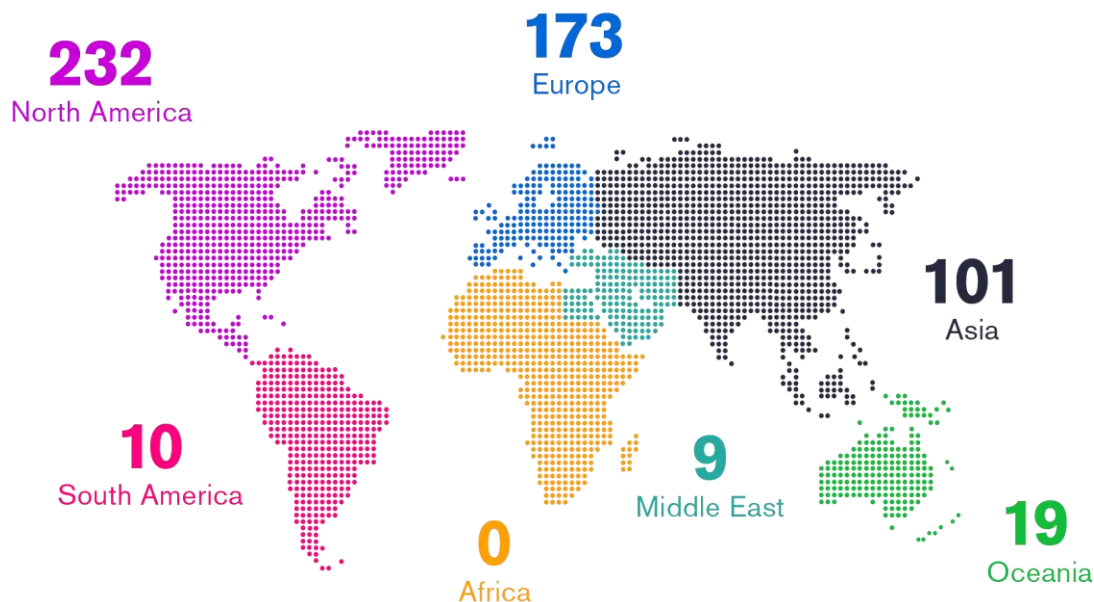 232
North America
173
Europe
101
Asia
10
South America
9
Middle East
0
Africa
19
Oceania